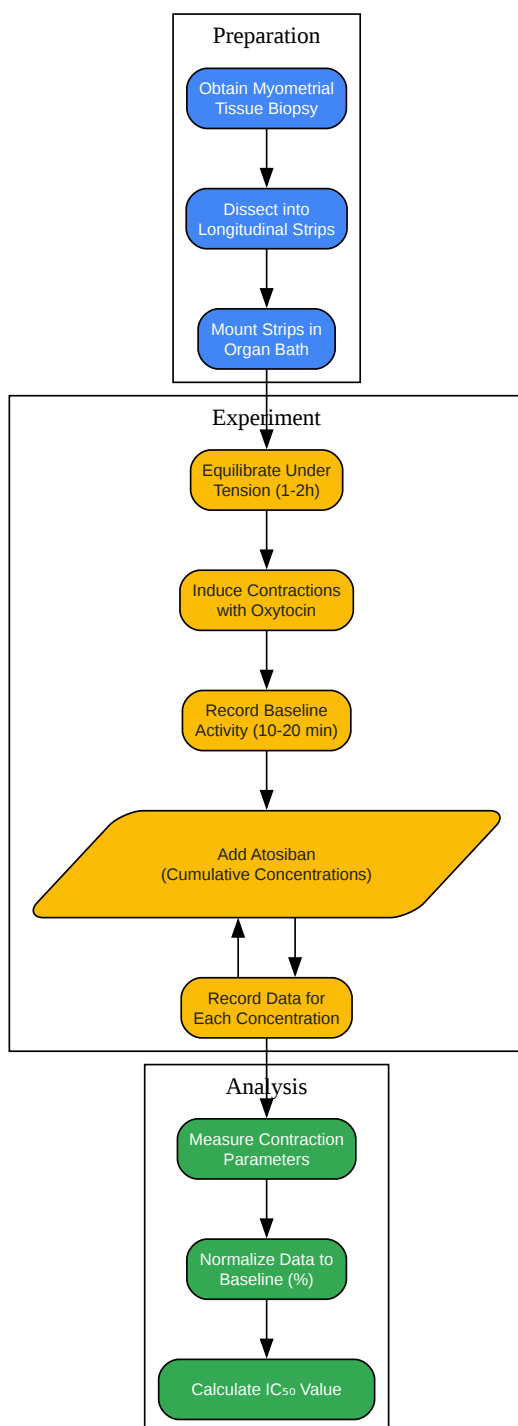 Preparation
Obtain Myometrial
Tissue Biopsy
Dissect into
Longitudinal Strips
Mount Strips in
Organ Bath
Experiment
Equilibrate Under
Tension (1-2h)
Induce Contractions
with Oxytocin
Record Baseline
Activity (10-20 min)
Add Atosiban
(Cumulative Concentrations)
Record Data for
Each Concentration
Analysis
Measure Contraction
Parameters
Normalize Data to
Baseline (%)
Calculate IC₅₀ Value